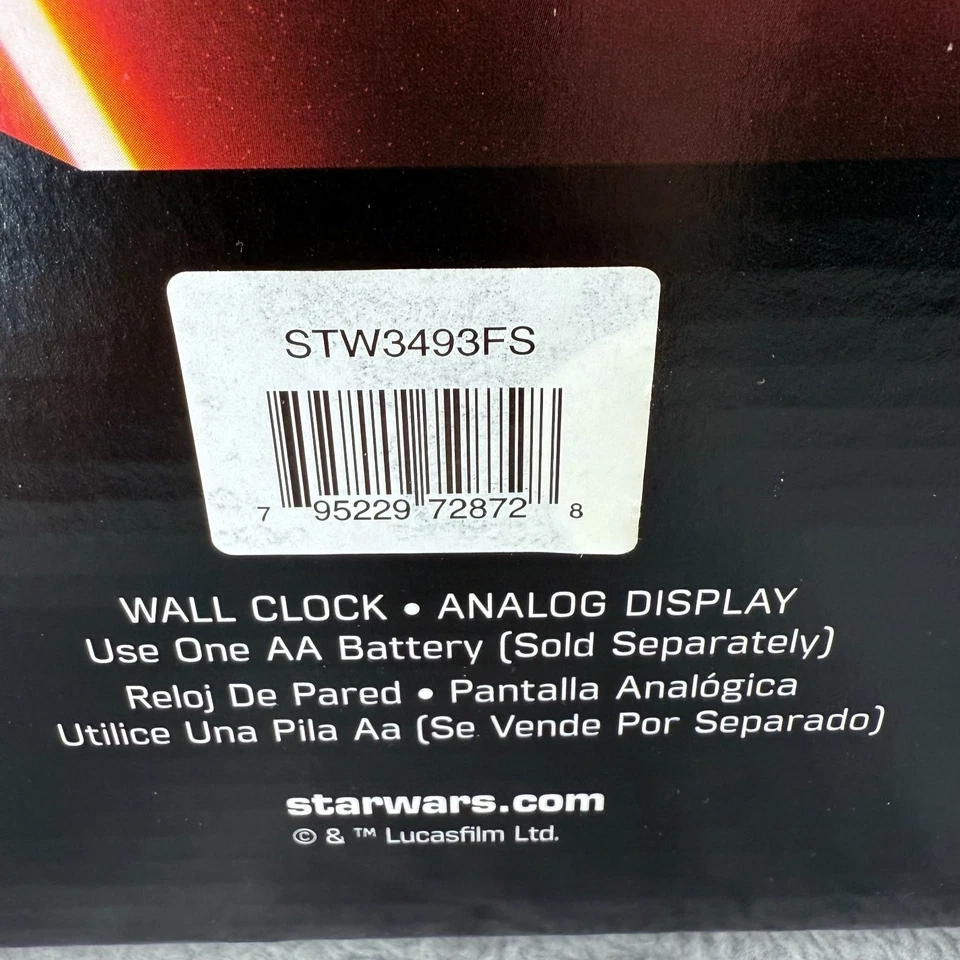 STW3493FS
7 95229 72872 8
WALL CLOCK • ANALOG DISPLAY
Use One AA Battery (Sold Separately)
Reloj De Pared • Pantalla Analógica
Utilice Una Pila Aa (Se Vende Por Separado)
starwars.com
© & ™ Lucasfilm Ltd.